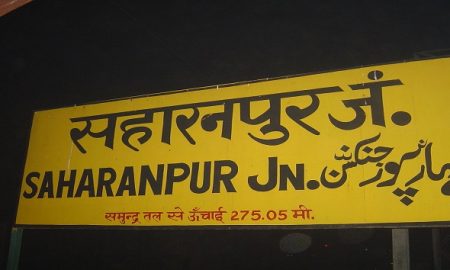 सहारनपुर जं.
SAHARANPUR JN. سہارنپور جنکشن
समुन्द्र तल से ऊँचाई 275.05 मी.